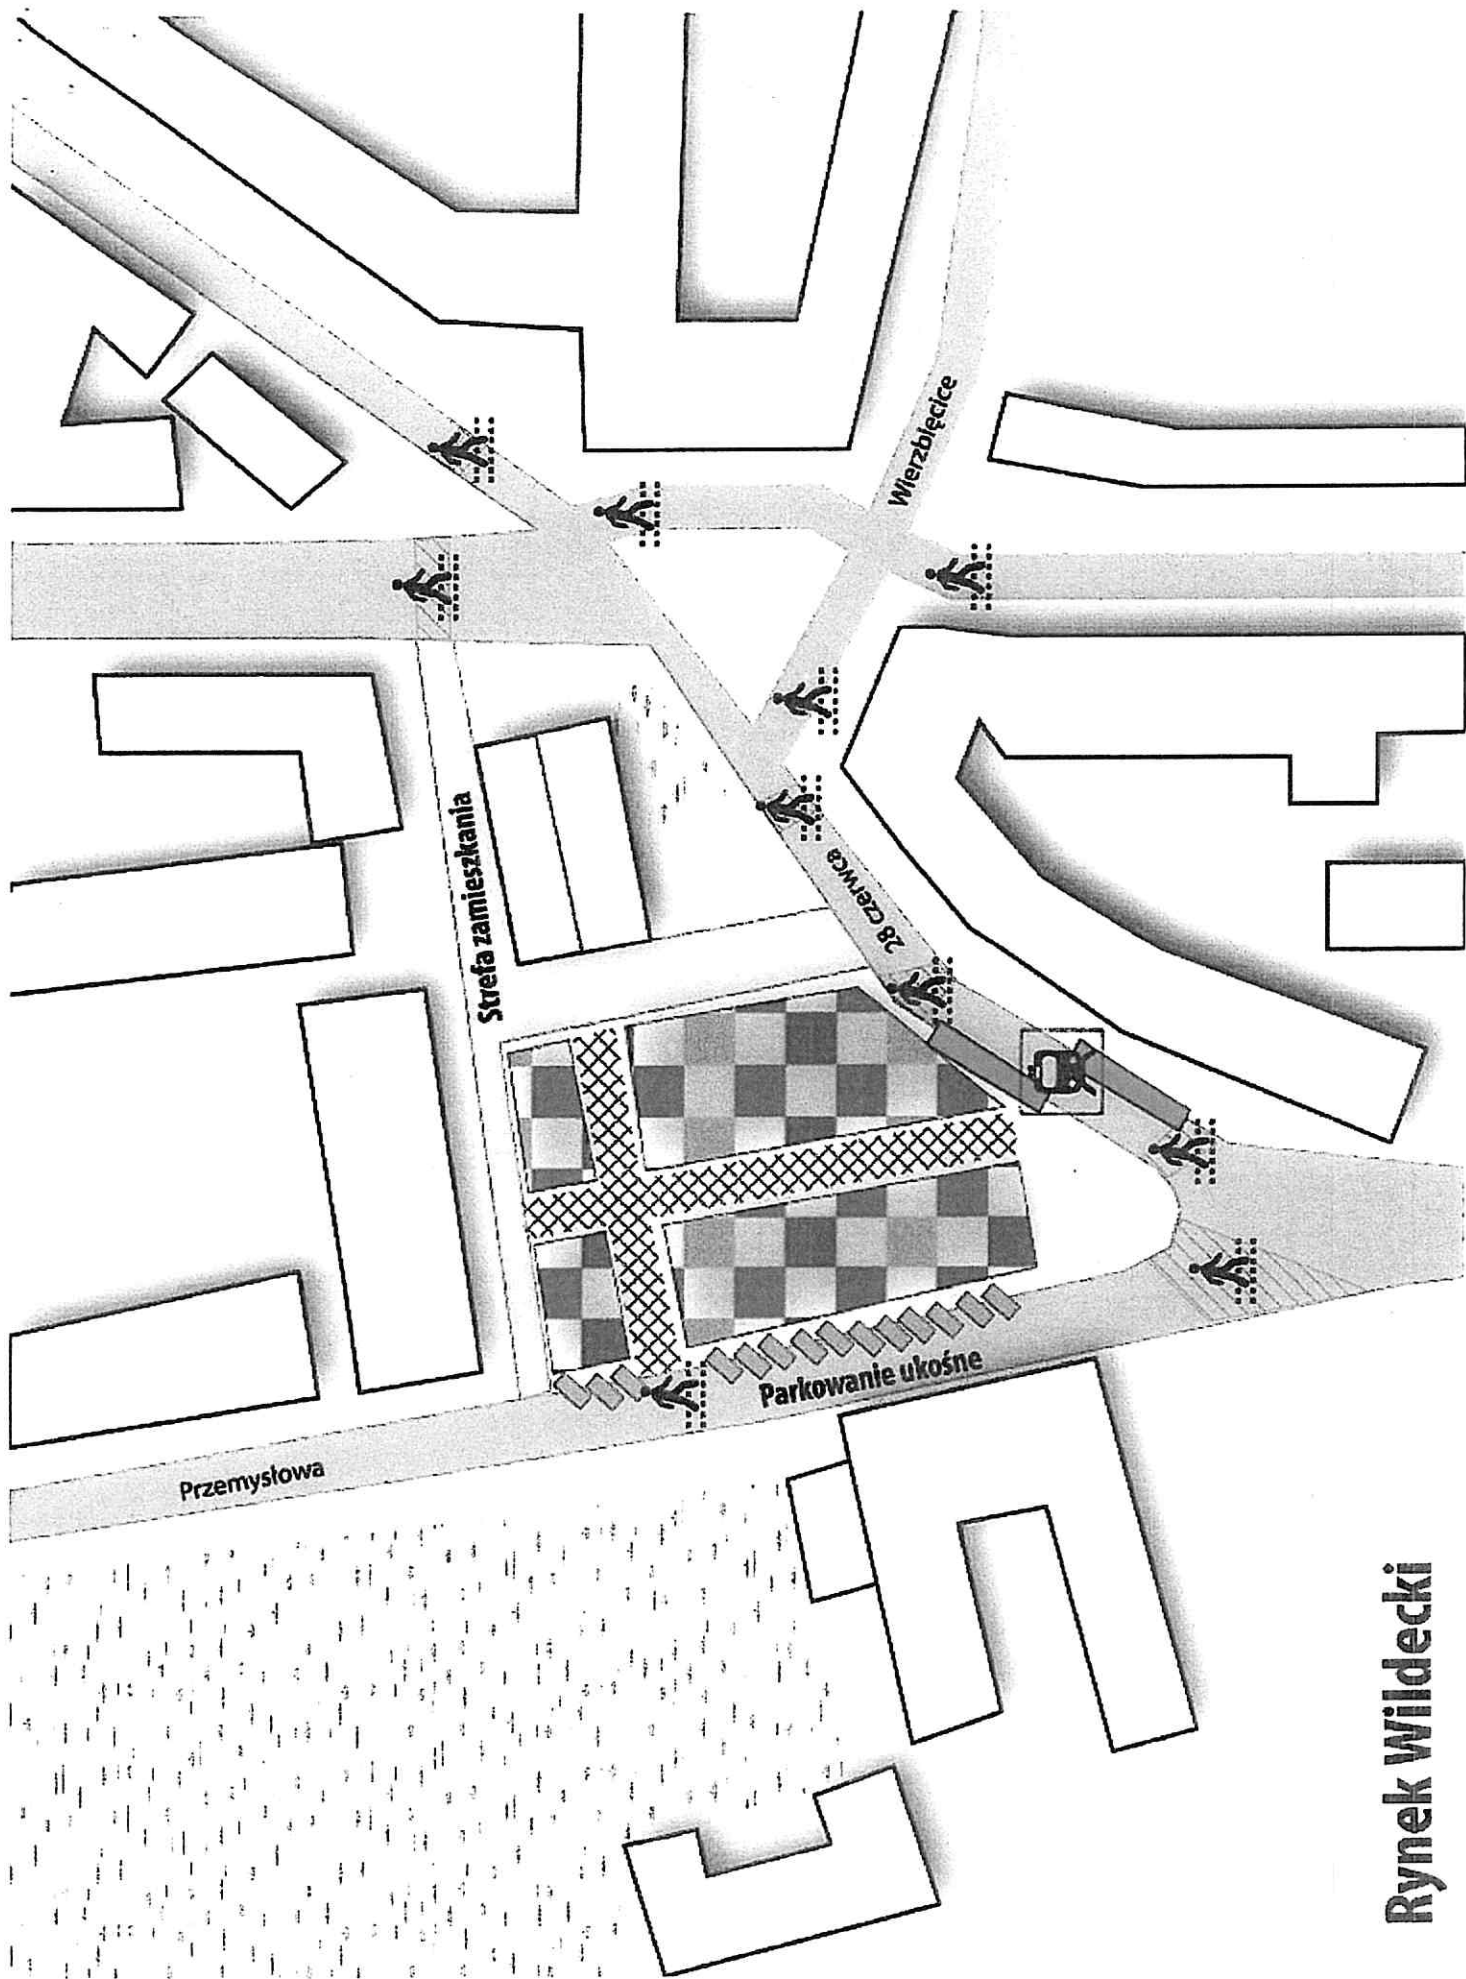 Rynek Wildecki
Przemysłowa
Parkowanie ukośne
Strefa zamieszkania
28 czerwca
Wierzbięcice